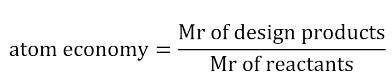 atom economy = Mr of design products / Mr of reactants